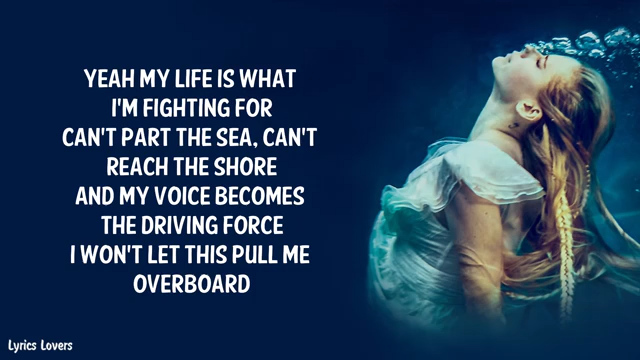 YEAH MY LIFE IS WHAT
I'M FIGHTING FOR
CAN'T PART THE SEA, CAN'T
REACH THE SHORE
AND MY VOICE BECOMES
THE DRIVING FORCE
I WON'T LET THIS PULL ME
OVERBOARD
Lyrics Lovers